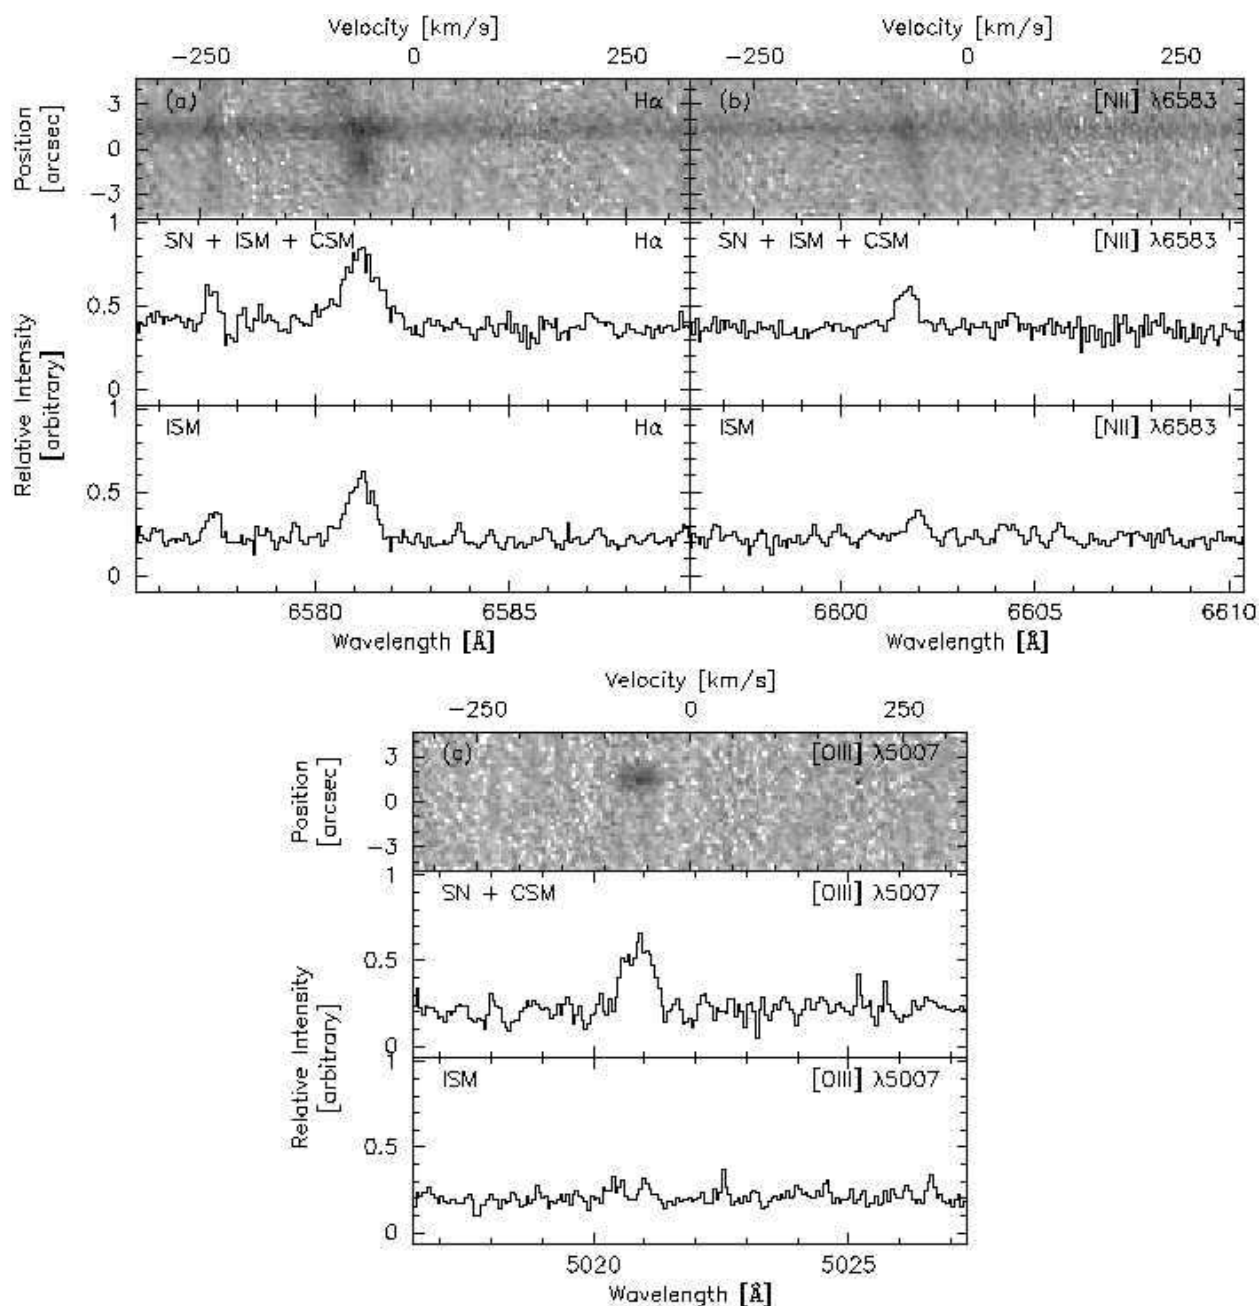 Velocity [km/s]
Velocity [km/s]
−250 0 250
−250 0 250
Position [arcsec]
3
0
−3
(a) Hα
(b) [NII] λ6583
Relative Intensity [arbitrary]
1
0.5
0
SN + ISM + CSM Hα
SN + ISM + CSM [NII] λ6583
1
0.5
0
ISM Hα
ISM [NII] λ6583
6580 6585
6600 6605 6610
Wavelength [Å]
Wavelength [Å]
Velocity [km/s]
−250 0 250
Position [arcsec]
3
0
−3
(c) [OIII] λ5007
Relative Intensity [arbitrary]
1
0.5
0
SN + CSM [OIII] λ5007
1
0.5
0
ISM [OIII] λ5007
5020 5025
Wavelength [Å]